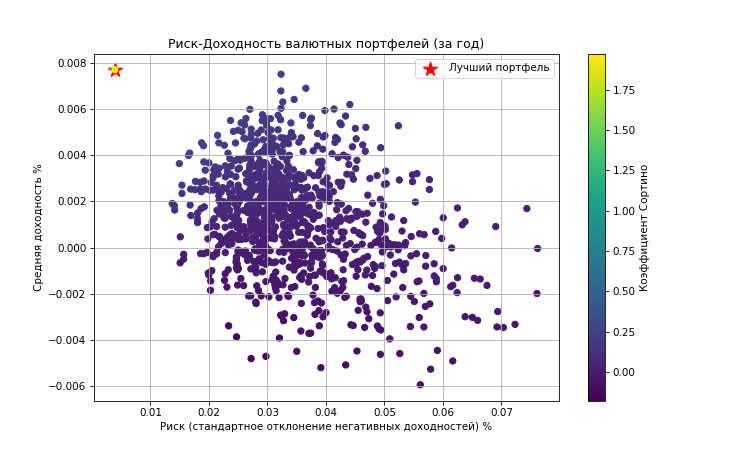 Риск-Доходность валютных портфелей (за год)
Лучший портфель
0.008
0.006
0.004
0.002
0.000
−0.002
−0.004
−0.006
Средняя доходность %
0.01 0.02 0.03 0.04 0.05 0.06 0.07
Риск (стандартное отклонение негативных доходностей) %
1.75
1.50
1.25
1.00
0.75
0.50
0.25
0.00
Коэффициент Сортино